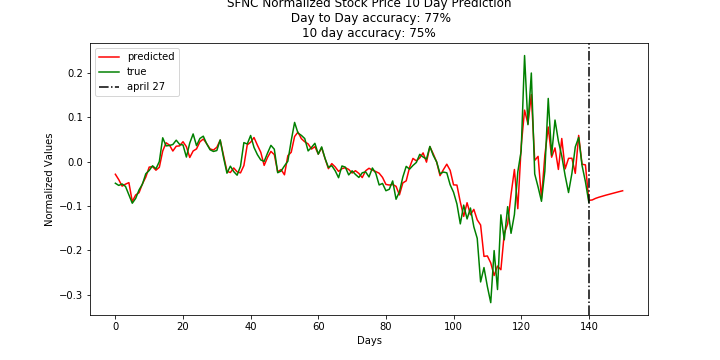 SFNC Normalized Stock Price 10 Day Prediction
Day to Day accuracy: 77%
10 day accuracy: 75%
predicted
true
april 27
Normalized Values
0.2
0.1
0.0
−0.1
−0.2
−0.3
0 20 40 60 80 100 120 140
Days